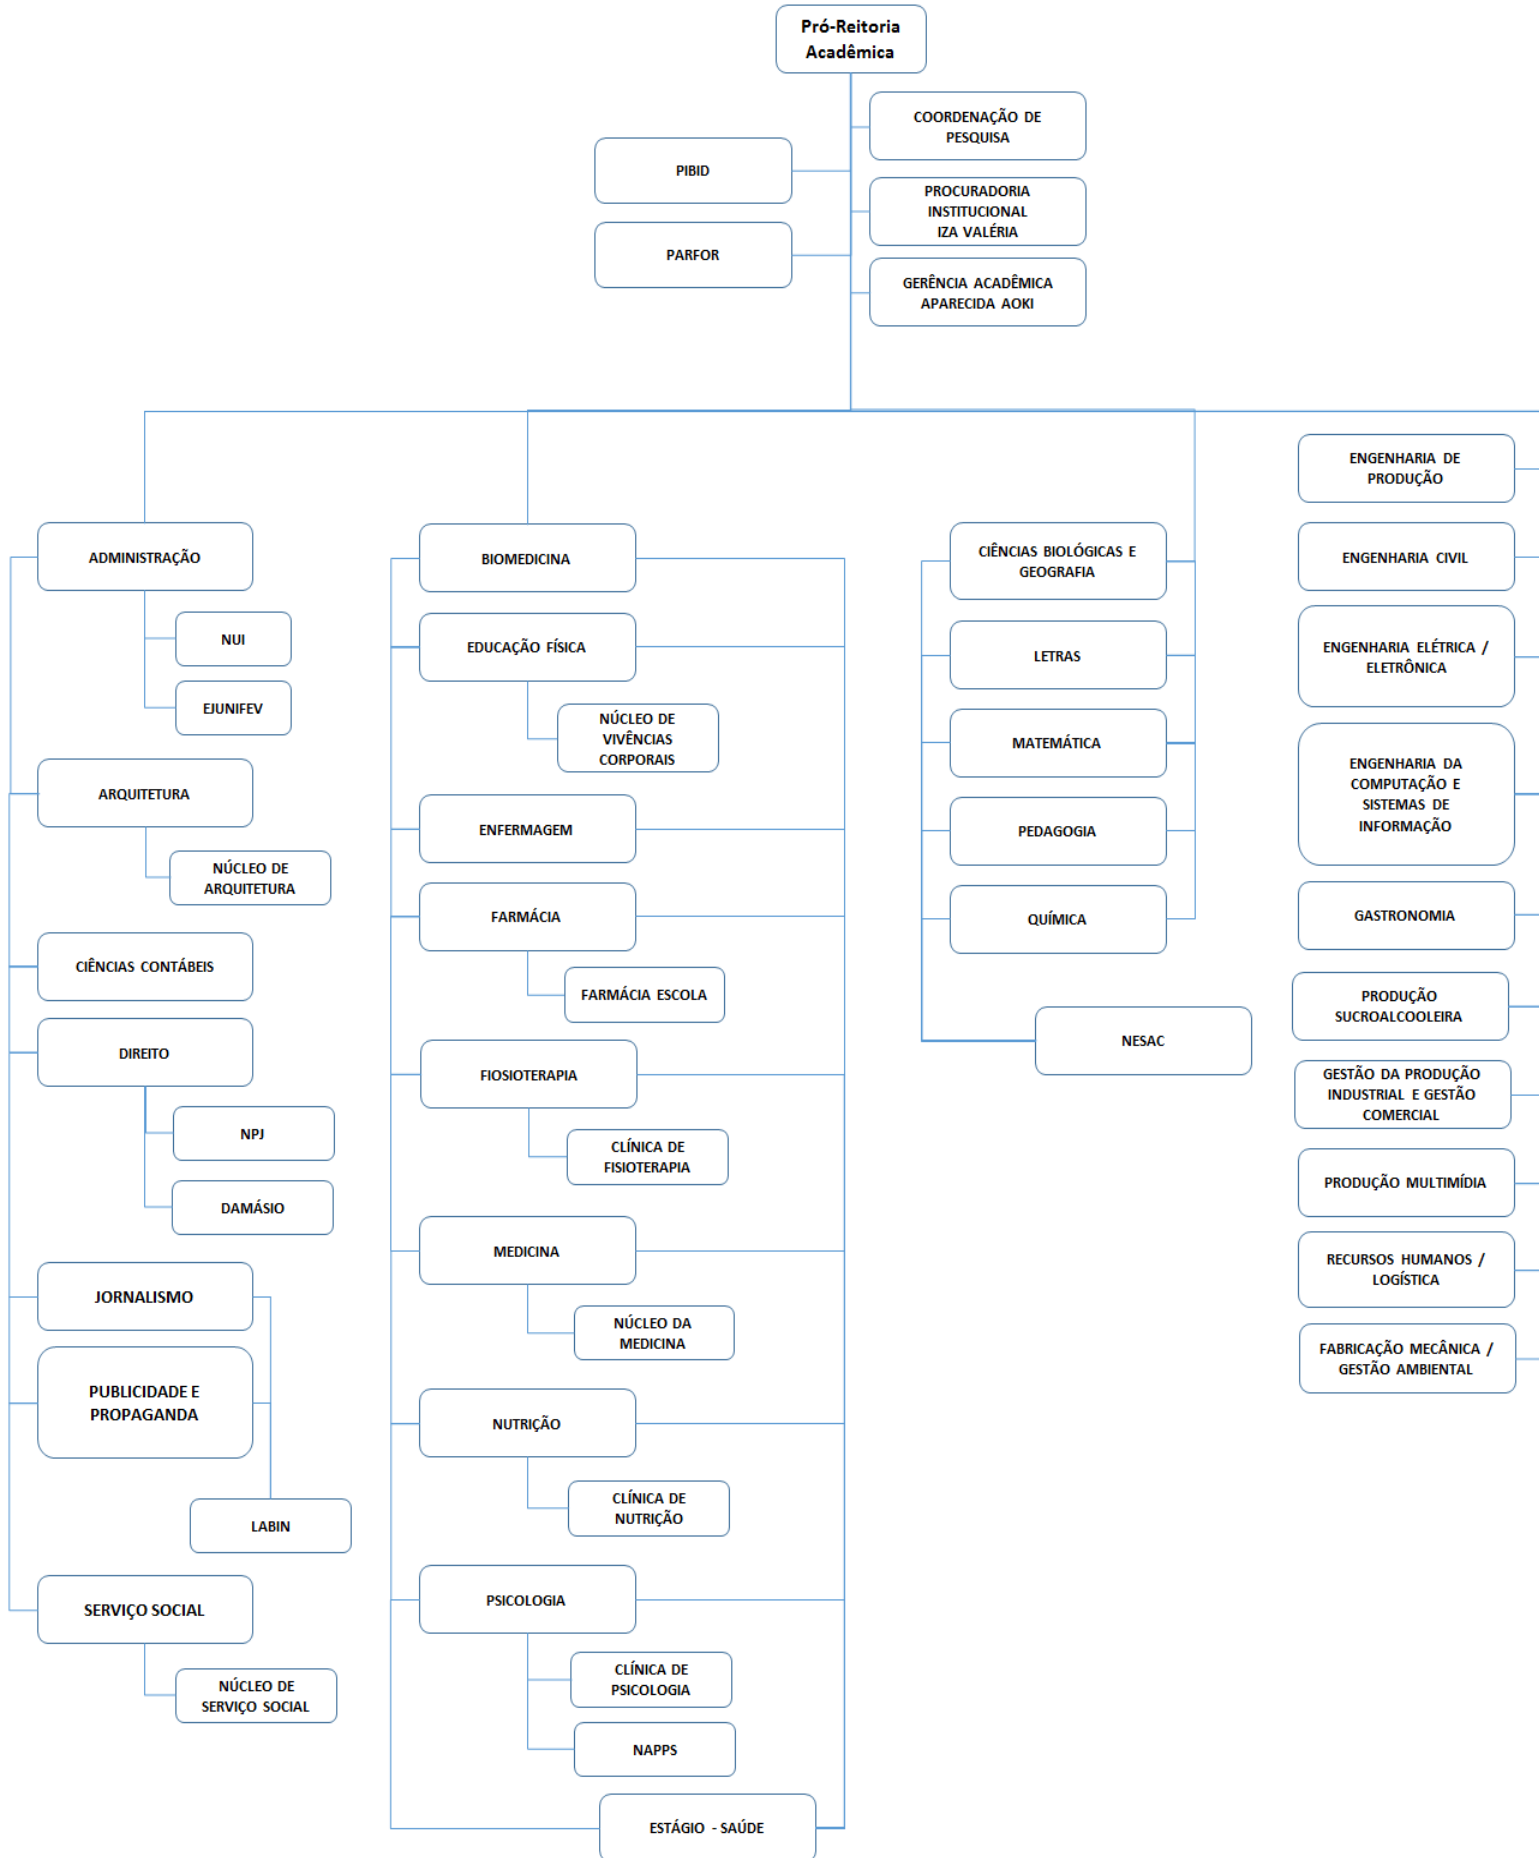 Pró-Reitoria
Acadêmica
COORDENAÇÃO DE
PESQUISA
PIBID
PROCURADORIA
INSTITUCIONAL
IZA VALÉRIA
PARFOR
GERÊNCIA ACADÊMICA
APARECIDA AOKI
ADMINISTRAÇÃO
NUI
EJUNIFEV
ARQUITETURA
NÚCLEO DE
ARQUITETURA
CIÊNCIAS CONTÁBEIS
DIREITO
NPJ
DAMÁSIO
JORNALISMO
PUBLICIDADE E
PROPAGANDA
LABIN
SERVIÇO SOCIAL
NÚCLEO DE
SERVIÇO SOCIAL
BIOMEDICINA
EDUCAÇÃO FÍSICA
NÚCLEO DE
VIVÊNCIAS
CORPORAIS
ENFERMAGEM
FARMÁCIA
FARMÁCIA ESCOLA
FIOSIOTERAPIA
CLÍNICA DE
FISIOTERAPIA
MEDICINA
NÚCLEO DA
MEDICINA
NUTRIÇÃO
CLÍNICA DE
NUTRIÇÃO
PSICOLOGIA
CLÍNICA DE
PSICOLOGIA
NAPPS
ESTÁGIO - SAÚDE
CIÊNCIAS BIOLÓGICAS E
GEOGRAFIA
LETRAS
MATEMÁTICA
PEDAGOGIA
QUÍMICA
NESAC
ENGENHARIA DE
PRODUÇÃO
ENGENHARIA CIVIL
ENGENHARIA ELÉTRICA /
ELETRÔNICA
ENGENHARIA DA
COMPUTAÇÃO E
SISTEMAS DE
INFORMAÇÃO
GASTRONOMIA
PRODUÇÃO
SUCROALCOOLEIRA
GESTÃO DA PRODUÇÃO
INDUSTRIAL E GESTÃO
COMERCIAL
PRODUÇÃO MULTIMÍDIA
RECURSOS HUMANOS /
LOGÍSTICA
FABRICAÇÃO MECÂNICA /
GESTÃO AMBIENTAL